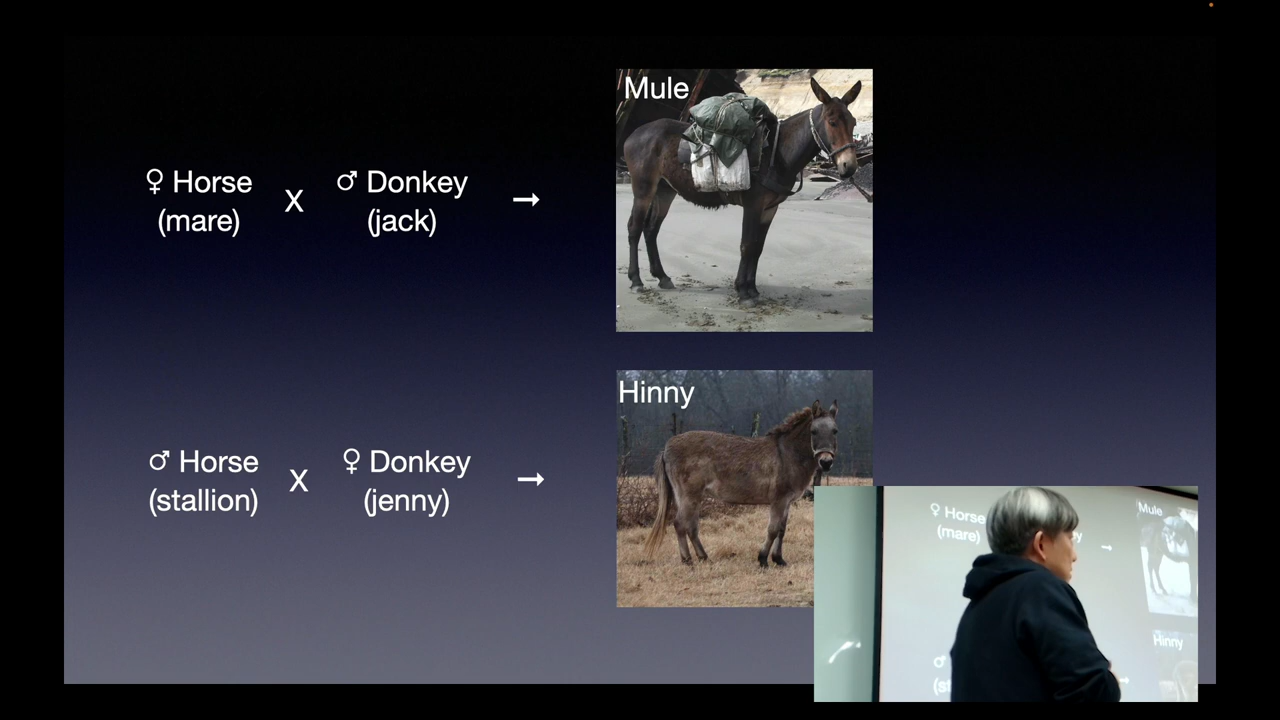 Mule
♀ Horse
(mare)
X
♂ Donkey
(jack)
→
Hinny
♂ Horse
(stallion)
X
♀ Donkey
(jenny)
→
♀ Horse
(mare)
→
Mule
Hinny
♂